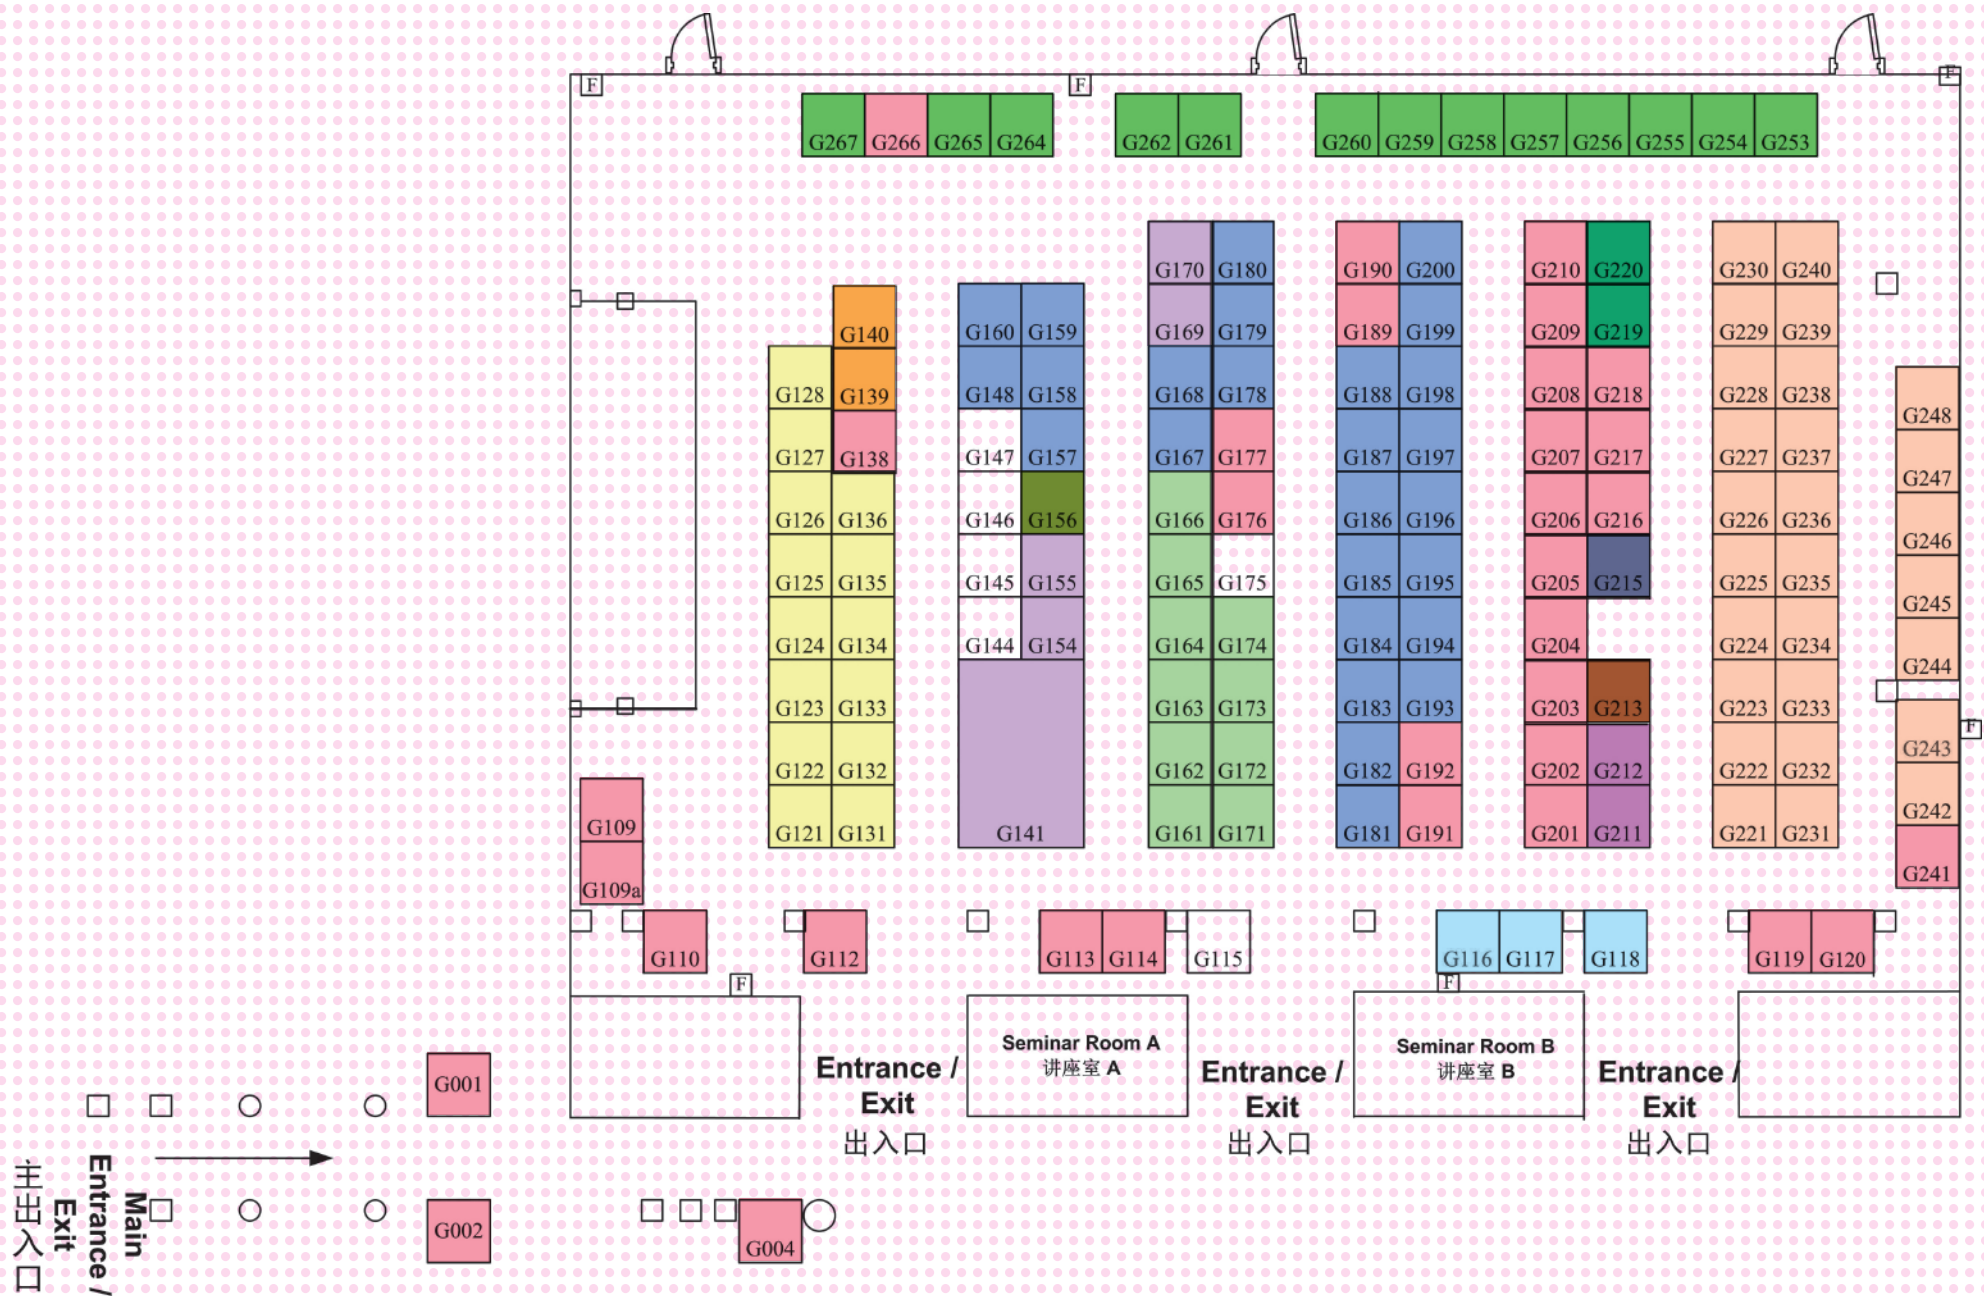 F F F
G267 G266 G265 G264 G262 G261 G260 G259 G258 G257 G256 G255 G254 G253
G170 G180 G190 G200 G210 G220 G230 G240
G140 G160 G159 G169 G179 G189 G199 G209 G219 G229 G239
G128 G139 G148 G158 G168 G178 G188 G198 G208 G218 G228 G238 G248
G127 G138 G147 G157 G167 G177 G187 G197 G207 G217 G227 G237 G247
G126 G136 G146 G156 G166 G176 G186 G196 G206 G216 G226 G236 G246
G125 G135 G145 G155 G165 G175 G185 G195 G205 G215 G225 G235 G245
G124 G134 G144 G154 G164 G174 G184 G194 G204 G224 G234 G244
G123 G133 G163 G173 G183 G193 G203 G213 G223 G233 G243 F
G122 G132 G162 G172 G182 G192 G202 G212 G222 G232 G242
G109 G121 G131 G141 G161 G171 G181 G191 G201 G211 G221 G231 G241
G109a
G110 G112 G113 G114 G115 G116 G117 G118 G119 G120
F F
Seminar Room A
讲座室 A
Seminar Room B
讲座室 B
Entrance /
Exit
出入口
Entrance /
Exit
出入口
Entrance /
Exit
出入口
G001
G002
G004
Main
Entrance /
Exit
主出入口